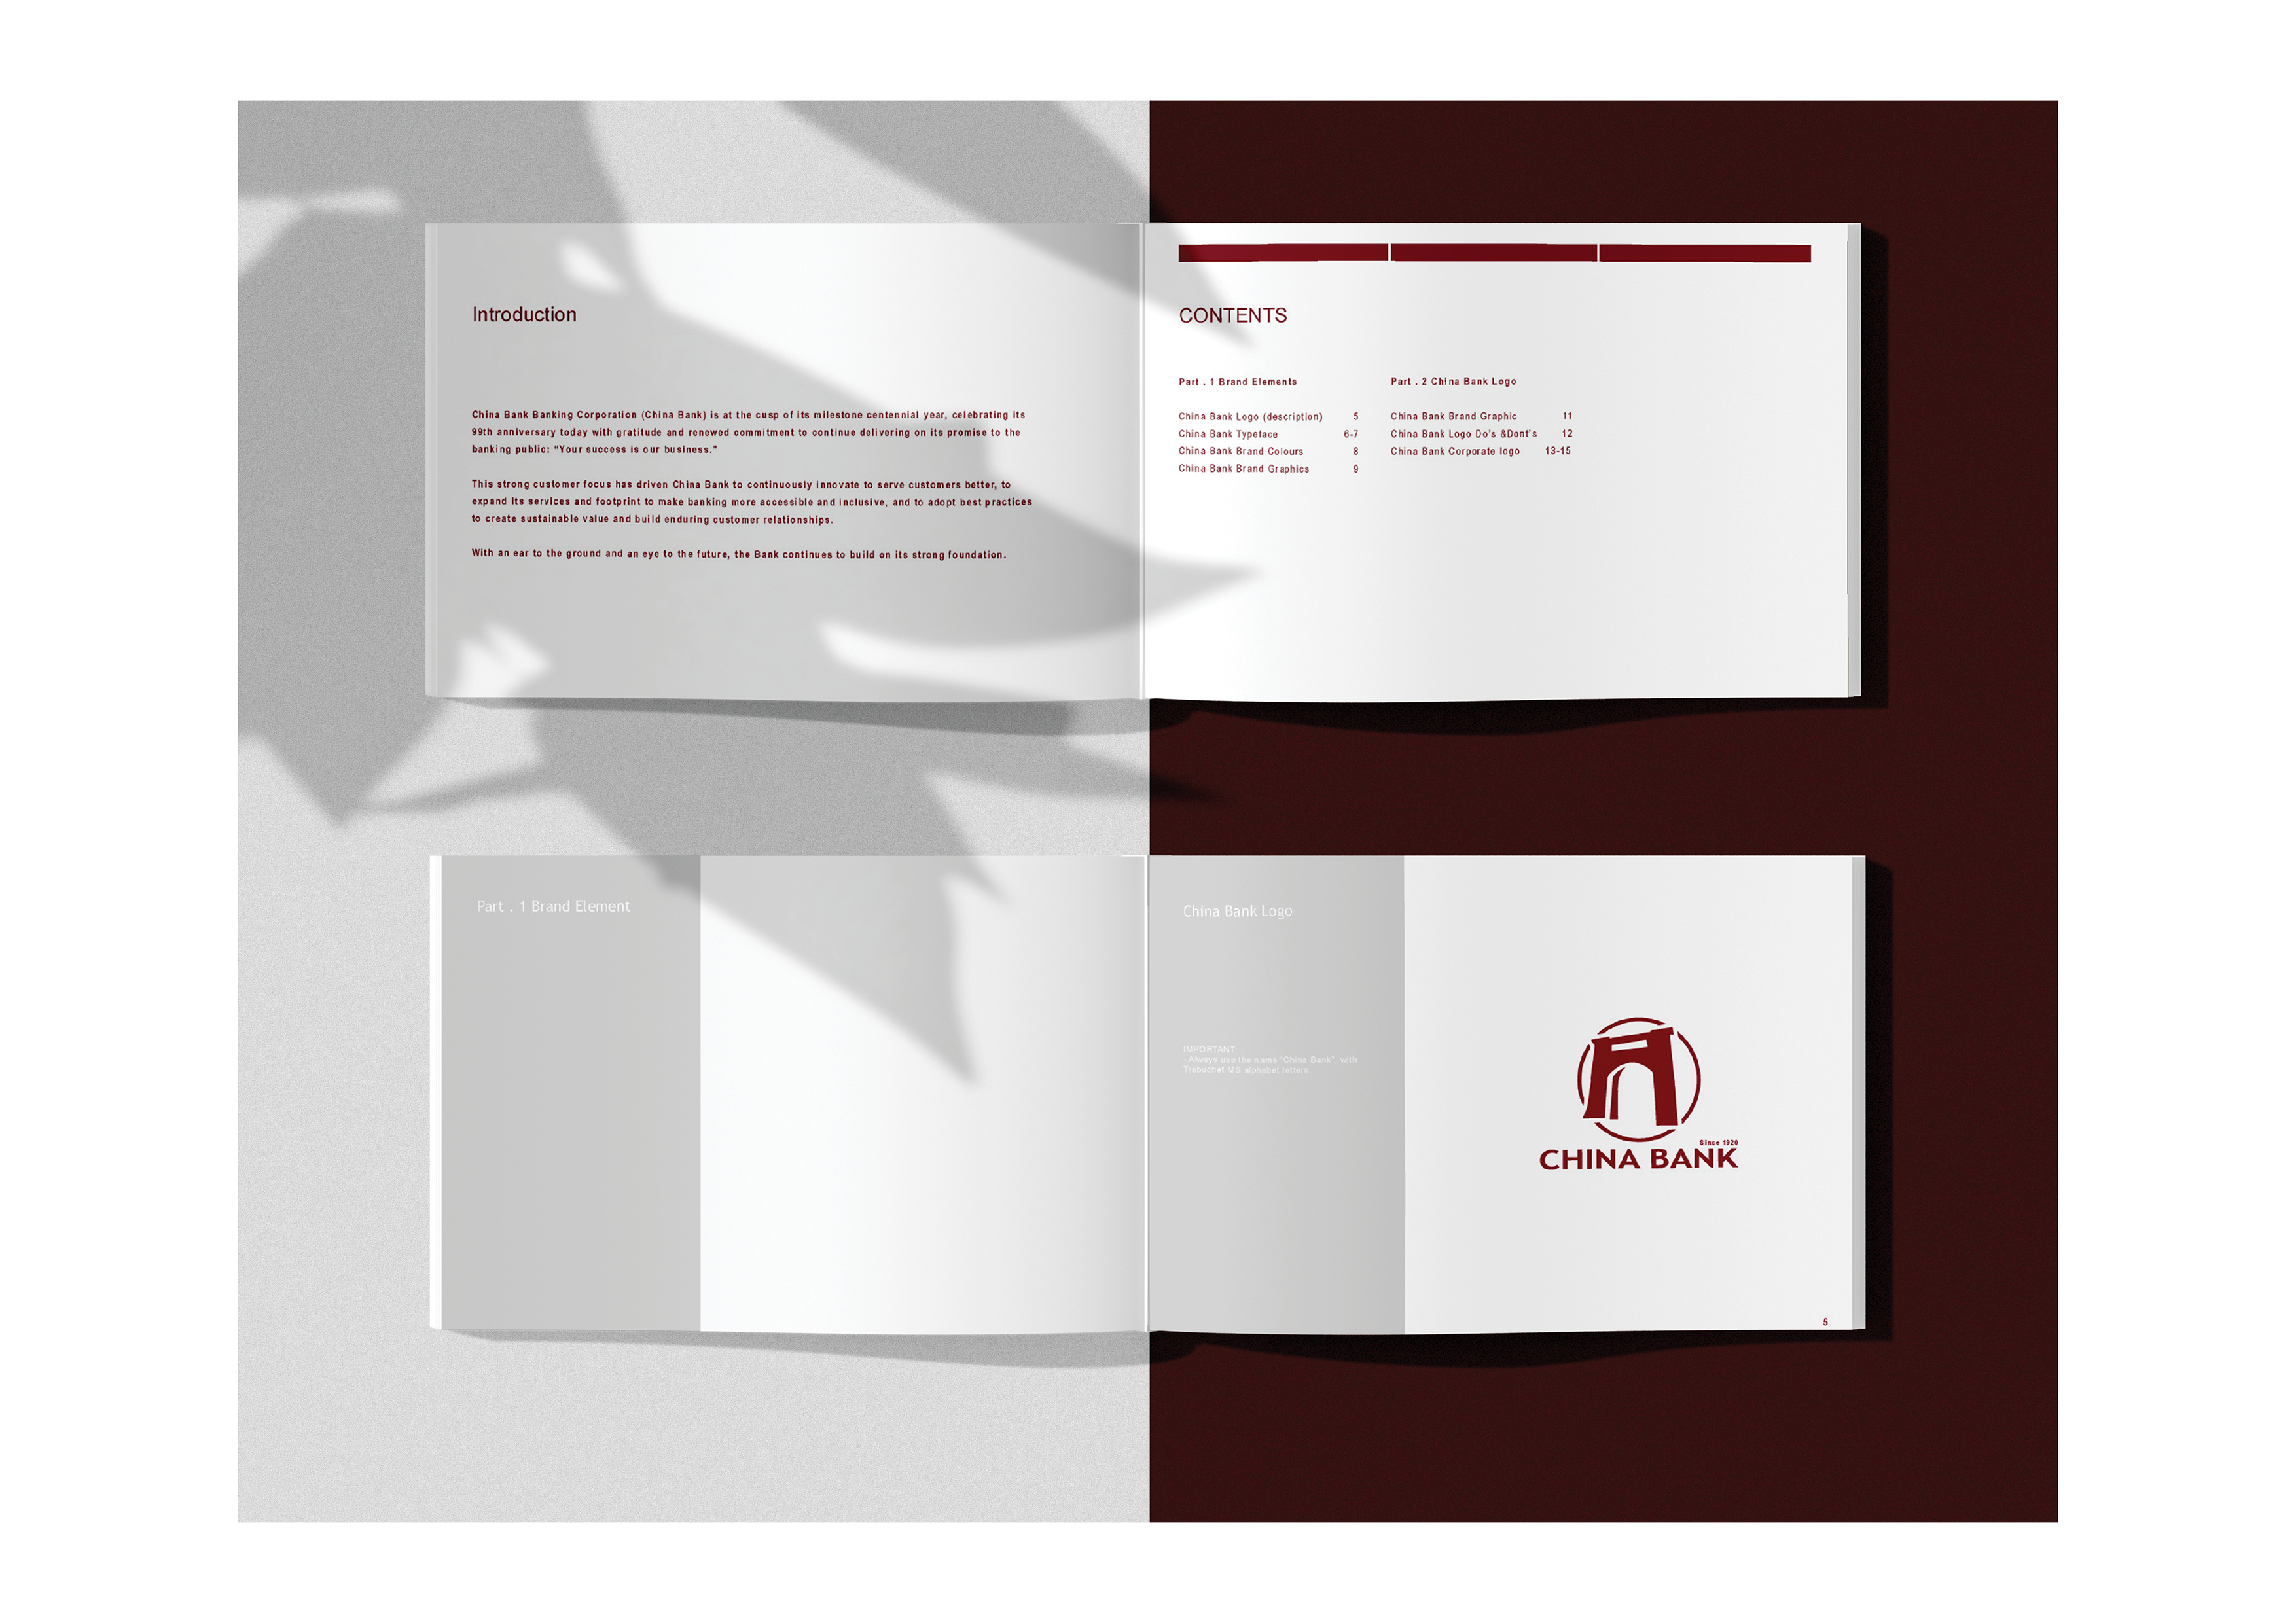 Introduction
China Bank Banking Corporation (China Bank) is at the cusp of its milestone centennial year, celebrating its
99th anniversary today with gratitude and renewed commitment to continue delivering on its promise to the
banking public: “Your success is our business.”
This strong customer focus has driven China Bank to continuously innovate to serve customers better, to
expand its services and footprint to make banking more accessible and inclusive, and to adopt best practices
to create sustainable value and build enduring customer relationships.
With an ear to the ground and an eye to the future, the Bank continues to build on its strong foundation.
CONTENTS
Part . 1 Brand Elements
China Bank Logo (description) 5
China Bank Typeface 6-7
China Bank Brand Colours 8
China Bank Brand Graphics 9
Part . 2 China Bank Logo
China Bank Brand Graphic 11
China Bank Logo Do's &Dont's 12
China Bank Corporate logo 13-15
Part . 1 Brand Element
China Bank Logo
IMPORTANT
- Always use the name “China Bank”, with
Trebuchet MS alphabet letters.
Since 1920
CHINA BANK
5